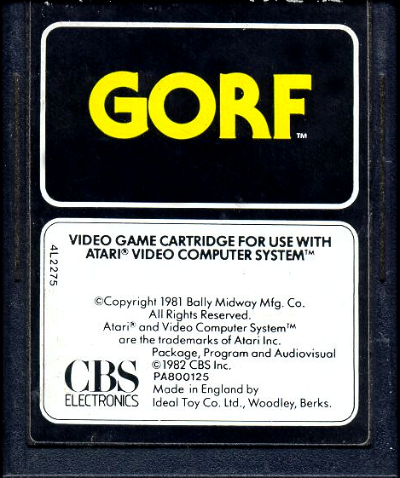 GORF™
VIDEO GAME CARTRIDGE FOR USE WITH
ATARI® VIDEO COMPUTER SYSTEM™
4L2275
©Copyright 1981 Bally Midway Mfg. Co.
All Rights Reserved.
Atari® and Video Computer System™
are the trademarks of Atari Inc.
Package, Program and Audiovisual
©1982 CBS Inc.
PA800125
Made in England by
Ideal Toy Co. Ltd., Woodley, Berks.
CBS
ELECTRONICS